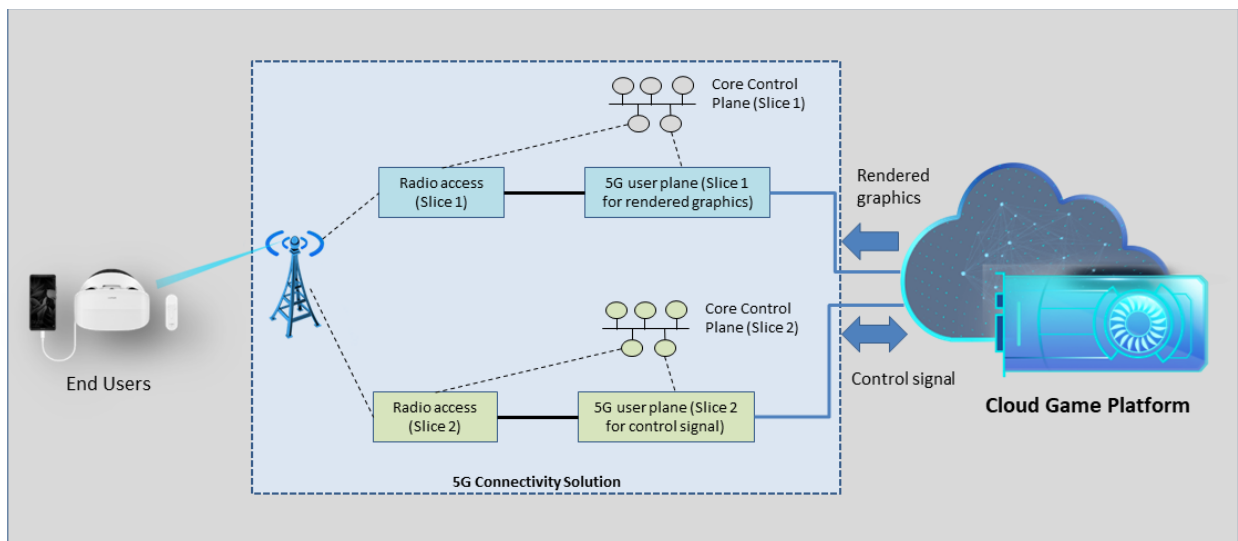 Core Control
Plane (Slice 1)
Radio access
(Slice 1)
5G user plane (Slice 1
for rendered graphics)
Rendered
graphics
End Users
Core Control
Plane (Slice 2)
Control signal
Radio access
(Slice 2)
5G user plane (Slice 2
for control signal)
Cloud Game Platform
5G Connectivity Solution